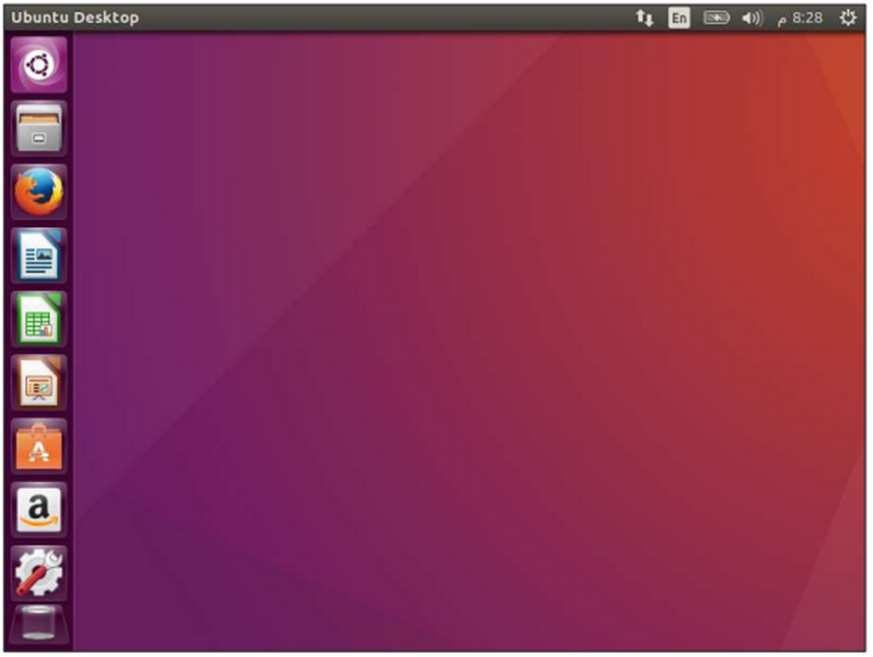 Ubuntu Desktop
En
م 8:28
a